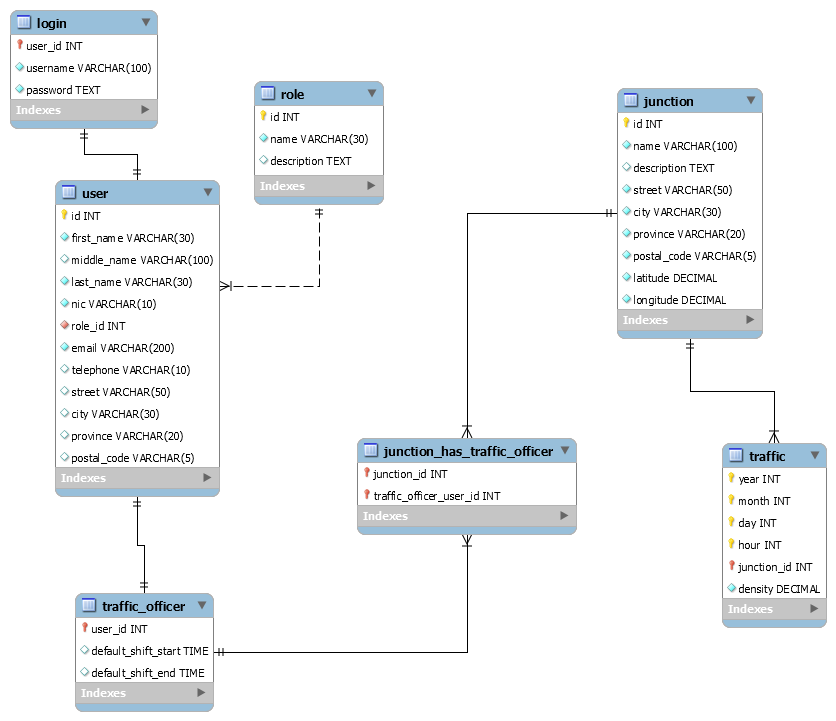 login
user_id INT
username VARCHAR(100)
password TEXT
Indexes
role
id INT
name VARCHAR(30)
description TEXT
Indexes
junction
id INT
name VARCHAR(100)
description TEXT
street VARCHAR(50)
city VARCHAR(30)
province VARCHAR(20)
postal_code VARCHAR(5)
latitude DECIMAL
longitude DECIMAL
Indexes
user
id INT
first_name VARCHAR(30)
middle_name VARCHAR(100)
last_name VARCHAR(30)
nic VARCHAR(10)
role_id INT
email VARCHAR(200)
telephone VARCHAR(10)
street VARCHAR(50)
city VARCHAR(30)
province VARCHAR(20)
postal_code VARCHAR(5)
Indexes
junction_has_traffic_officer
junction_id INT
traffic_officer_user_id INT
Indexes
traffic
year INT
month INT
day INT
hour INT
junction_id INT
density DECIMAL
Indexes
traffic_officer
user_id INT
default_shift_start TIME
default_shift_end TIME
Indexes